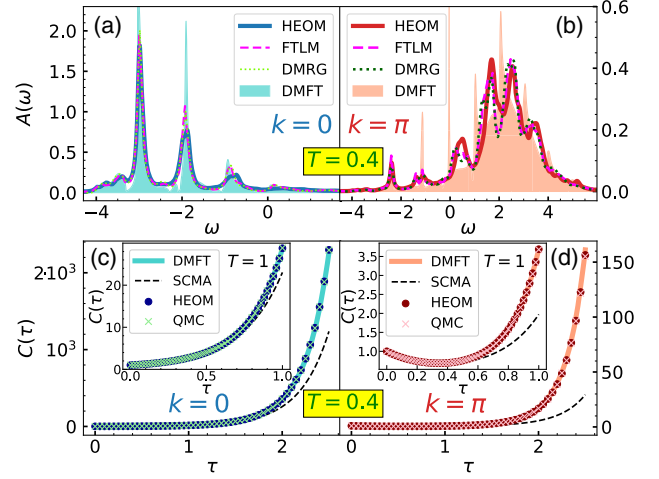 (a)
HEOM
FTLM
DMRG
DMFT
k = 0
A(ω)
2.0
1.5
1.0
0.5
0.0
−4 −2 0
ω
(b)
HEOM
FTLM
DMRG
DMFT
k = π
0.6
0.4
0.2
0.0
−4 −2 0 2 4
ω
T = 0.4
(c)
DMFT
SCMA
HEOM
QMC
k = 0
C(τ)
2·10³
10³
0
0 1 2
τ
T = 1
C(τ)
20
10
0
0.0 0.5 1.0
τ
(d)
DMFT
SCMA
HEOM
QMC
k = π
150
125
100
75
50
25
0
0 1 2
τ
T = 1
C(τ)
3.5
3.0
2.5
2.0
1.5
1.0
0.0 0.2 0.4 0.6 0.8 1.0
τ
T = 0.4